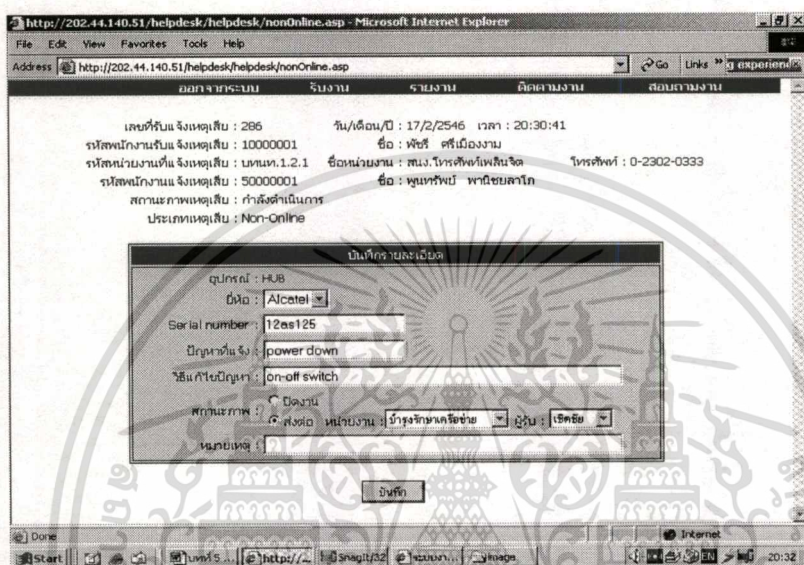 http://202.44.140.51/helpdesk/helpdesk/nonOnline.asp - Microsoft Internet Explorer
File Edit View Favorites Tools Help
Address http://202.44.140.51/helpdesk/helpdesk/nonOnline.asp Go Links »
ออกจากระบบ รับงาน รายงาน ติดตามงาน สอบถามงาน
เลขที่รับแจ้งเหตุเสีย : 286 วัน/เดือน/ปี : 17/2/2546 เวลา : 20:30:41
รหัสพนักงานรับแจ้งเหตุเสีย : 10000001 ชื่อ : พัชรี ศรีเมืองงาม
รหัสหน่วยงานที่แจ้งเหตุเสีย : บทนท.1.2.1 ชื่อหน่วยงาน : สนง.โทรศัพท์เพลินจิต โทรศัพท์ : 0-2302-0333
รหัสพนักงานแจ้งเหตุเสีย : 50000001 ชื่อ : พูนทรัพย์ พานิชยลาโภ
สถานะภาพเหตุเสีย : กำลังดำเนินการ
ประเภทเหตุเสีย : Non-Online
บันทึกรายละเอียด
อุปกรณ์ : HUB
ยี่ห้อ : Alcatel
Serial number : 12as125
ปัญหาที่แจ้ง : power down
วิธีแก้ไขปัญหา : on-off switch
สถานะภาพ : ปิดงาน
ส่งต่อ หน่วยงาน : บำรุงรักษาเครือข่าย ผู้รับ : เชิดชัย
หมายเหตุ :
บันทึก
Done Internet
Start บทที่ 5 ... http://... SnagIt/32 ระบบงา... image EN 20:32